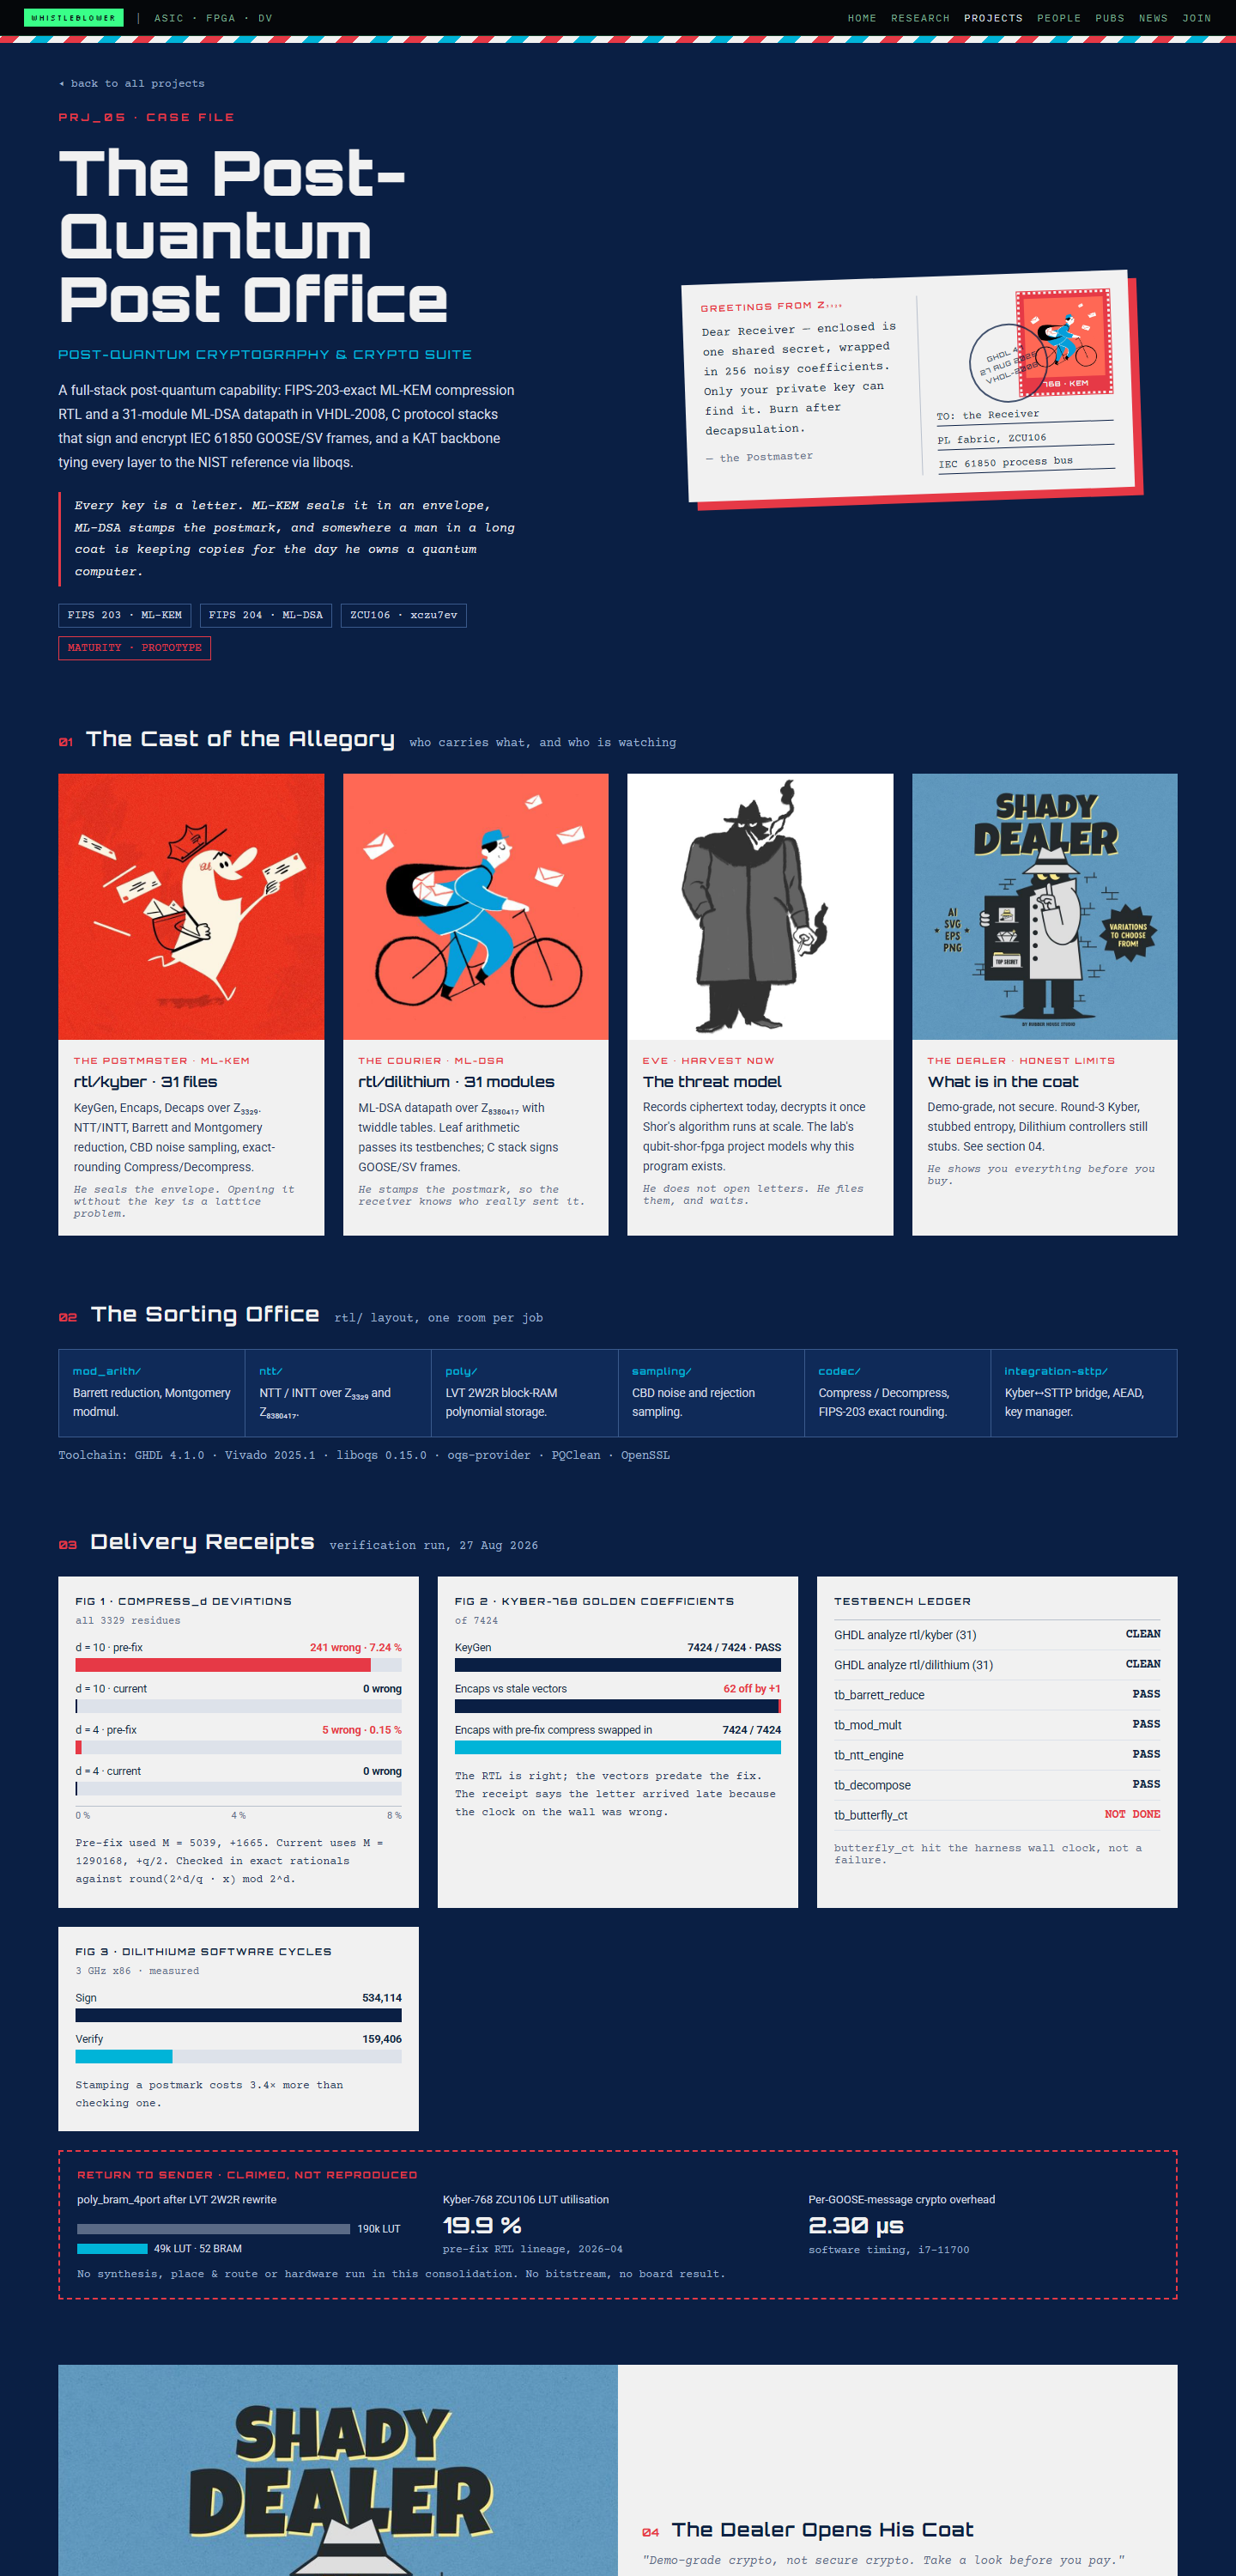 WHISTLEBLOWER | ASIC · FPGA · DV
HOME RESEARCH PROJECTS PEOPLE PUBS NEWS JOIN
◂ back to all projects
PRJ_05 · CASE FILE
The Post-
Quantum
Post Office
POST-QUANTUM CRYPTOGRAPHY & CRYPTO SUITE
A full-stack post-quantum capability: FIPS-203-exact ML-KEM compression
RTL and a 31-module ML-DSA datapath in VHDL-2008, C protocol stacks
that sign and encrypt IEC 61850 GOOSE/SV frames, and a KAT backbone
tying every layer to the NIST reference via liboqs.
Every key is a letter. ML-KEM seals it in an envelope,
ML-DSA stamps the postmark, and somewhere a man in a long
coat is keeping copies for the day he owns a quantum
computer.
FIPS 203 · ML-KEM
FIPS 204 · ML-DSA
ZCU106 · xczu7ev
MATURITY · PROTOTYPE
GREETINGS FROM Z₃₃₂₉
Dear Receiver — enclosed is
one shared secret, wrapped
in 256 noisy coefficients.
Only your private key can
find it. Burn after
decapsulation.
— the Postmaster
768 · KEM
GHDL 4.1
27 AUG 2026
VHDL-2008
TO: the Receiver
PL fabric, ZCU106
IEC 61850 process bus
01 The Cast of the Allegory who carries what, and who is watching
THE POSTMASTER · ML-KEM
rtl/kyber · 31 files
KeyGen, Encaps, Decaps over Z₃₃₂₉.
NTT/INTT, Barrett and Montgomery
reduction, CBD noise sampling, exact-
rounding Compress/Decompress.
He seals the envelope. Opening it
without the key is a lattice
problem.
THE COURIER · ML-DSA
rtl/dilithium · 31 modules
ML-DSA datapath over Z₈₃₈₀₄₁₇ with
twiddle tables. Leaf arithmetic
passes its testbenches; C stack signs
GOOSE/SV frames.
He stamps the postmark, so the
receiver knows who really sent it.
EVE · HARVEST NOW
The threat model
Records ciphertext today, decrypts it once
Shor's algorithm runs at scale. The lab's
qubit-shor-fpga project models why this
program exists.
He does not open letters. He files
them, and waits.
SHADY
DEALER
AI
SVG
EPS
PNG
VARIATIONS
TO CHOOSE
FROM!
TOP SECRET
BY RUBBER HOUSE STUDIO
THE DEALER · HONEST LIMITS
What is in the coat
Demo-grade, not secure. Round-3 Kyber,
stubbed entropy, Dilithium controllers still
stubs. See section 04.
He shows you everything before you
buy.
02 The Sorting Office rtl/ layout, one room per job
mod_arith/
Barrett reduction, Montgomery
modmul.
ntt/
NTT / INTT over Z₃₃₂₉ and
Z₈₃₈₀₄₁₇.
poly/
LVT 2W2R block-RAM
polynomial storage.
sampling/
CBD noise and rejection
sampling.
codec/
Compress / Decompress,
FIPS-203 exact rounding.
integration-sttp/
Kyber↔STTP bridge, AEAD,
key manager.
Toolchain: GHDL 4.1.0 · Vivado 2025.1 · liboqs 0.15.0 · oqs-provider · PQClean · OpenSSL
03 Delivery Receipts verification run, 27 Aug 2026
FIG 1 · COMPRESS_d DEVIATIONS
all 3329 residues
d = 10 · pre-fix 241 wrong · 7.24 %
d = 10 · current 0 wrong
d = 4 · pre-fix 5 wrong · 0.15 %
d = 4 · current 0 wrong
0 % 4 % 8 %
Pre-fix used M = 5039, +1665. Current uses M =
1290168, +q/2. Checked in exact rationals
against round(2^d/q · x) mod 2^d.
FIG 2 · KYBER-768 GOLDEN COEFFICIENTS
of 7424
KeyGen 7424 / 7424 · PASS
Encaps vs stale vectors 62 off by +1
Encaps with pre-fix compress swapped in 7424 / 7424
The RTL is right; the vectors predate the fix.
The receipt says the letter arrived late because
the clock on the wall was wrong.
TESTBENCH LEDGER
GHDL analyze rtl/kyber (31) CLEAN
GHDL analyze rtl/dilithium (31) CLEAN
tb_barrett_reduce PASS
tb_mod_mult PASS
tb_ntt_engine PASS
tb_decompose PASS
tb_butterfly_ct NOT DONE
butterfly_ct hit the harness wall clock, not a
failure.
FIG 3 · DILITHIUM2 SOFTWARE CYCLES
3 GHz x86 · measured
Sign 534,114
Verify 159,406
Stamping a postmark costs 3.4× more than
checking one.
RETURN TO SENDER · CLAIMED, NOT REPRODUCED
poly_bram_4port after LVT 2W2R rewrite
190k LUT
49k LUT · 52 BRAM
Kyber-768 ZCU106 LUT utilisation
19.9 %
pre-fix RTL lineage, 2026-04
Per-GOOSE-message crypto overhead
2.30 µs
software timing, i7-11700
No synthesis, place & route or hardware run in this consolidation. No bitstream, no board result.
SHADY
DEALER
04 The Dealer Opens His Coat
"Demo-grade crypto, not secure crypto. Take a look before you pay."